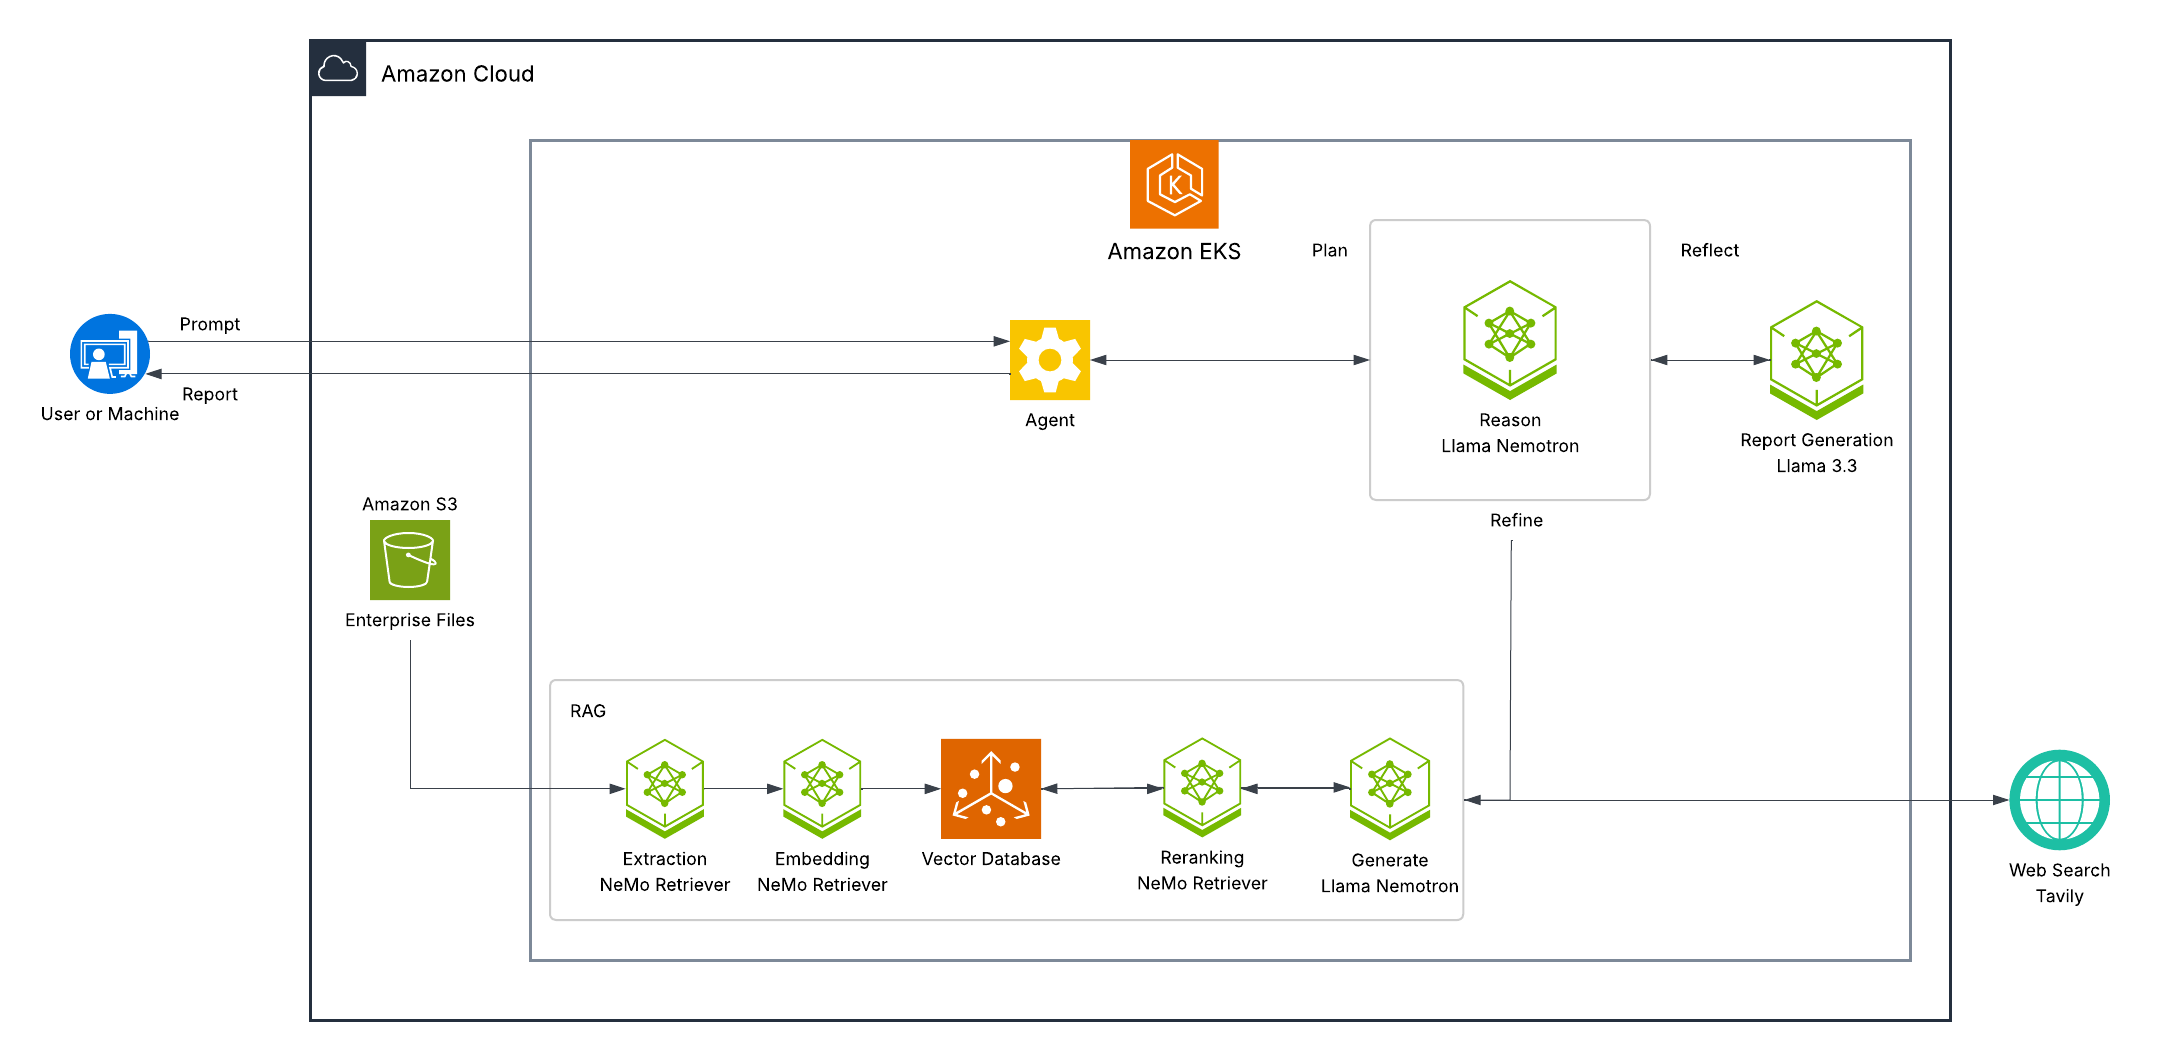 Amazon Cloud
Amazon EKS
Plan
Reflect
Prompt
Report
User or Machine
Agent
Reason
Llama Nemotron
Report Generation
Llama 3.3
Refine
Amazon S3
Enterprise Files
RAG
Extraction
NeMo Retriever
Embedding
NeMo Retriever
Vector Database
Reranking
NeMo Retriever
Generate
Llama Nemotron
Web Search
Tavily